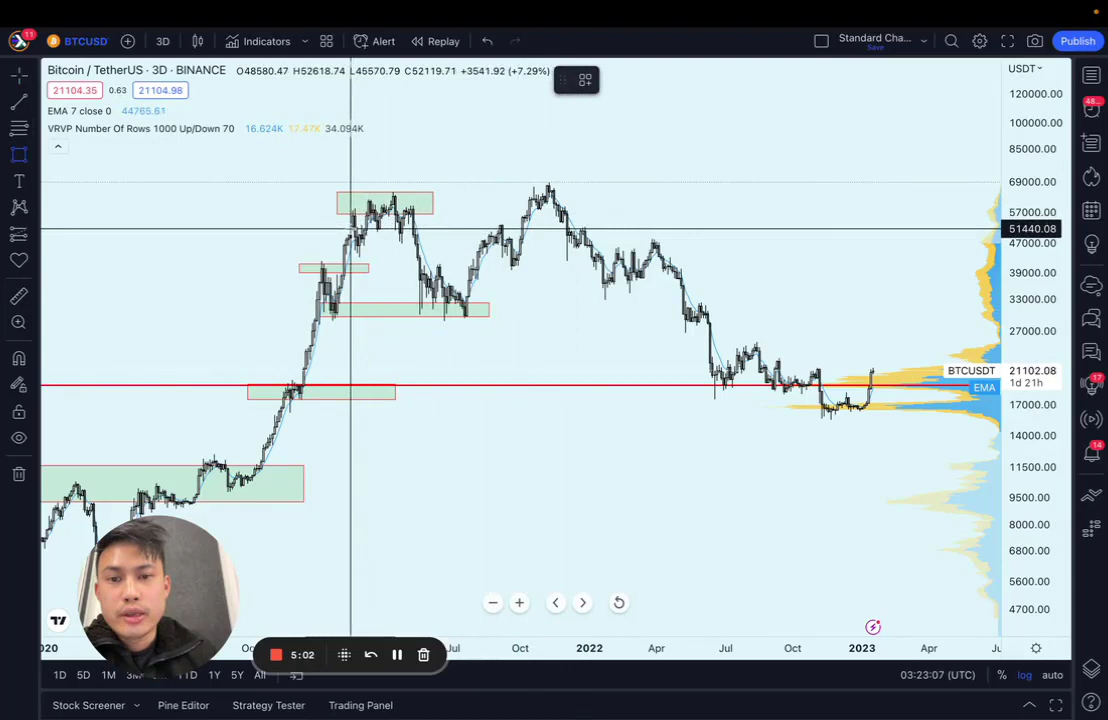 11
BTCUSD
3D
Indicators
Alert
Replay
Standard Cha...
Save
Publish
Bitcoin / TetherUS · 3D · BINANCE O48580.47 H52618.74 L45570.79 C52119.71 +3541.92 (+7.29%)
21104.35 0.63 21104.98
EMA 7 close 0 44765.61
VRVP Number Of Rows 1000 Up/Down 70 16.624K 17.47K 34.094K
USDT
120000.00
100000.00
85000.00
69000.00
57000.00
51440.08
47000.00
39000.00
33000.00
27000.00
BTCUSDT 21102.08
1d 21h
EMA
17000.00
14000.00
11500.00
9500.00
8000.00
6800.00
5600.00
4700.00
48...
17
14
5:02
2020 Jul Oct 2022 Apr Jul Oct 2023 Apr
1D 5D 1M 1Y 5Y All
03:23:07 (UTC) % log auto
Stock Screener Pine Editor Strategy Tester Trading Panel